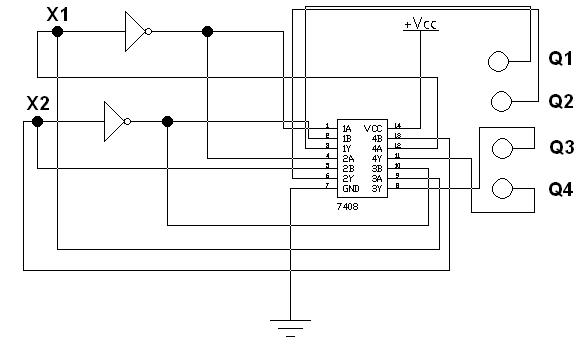 X1
+Vcc
Q1
Q2
X2
1 1A VCC 14
2 1B 4B 13
3 1Y 4A 12
4 2A 4Y 11
5 2B 3B 10
6 2Y 3A 9
7 GND 3Y 8
7408
Q3
Q4